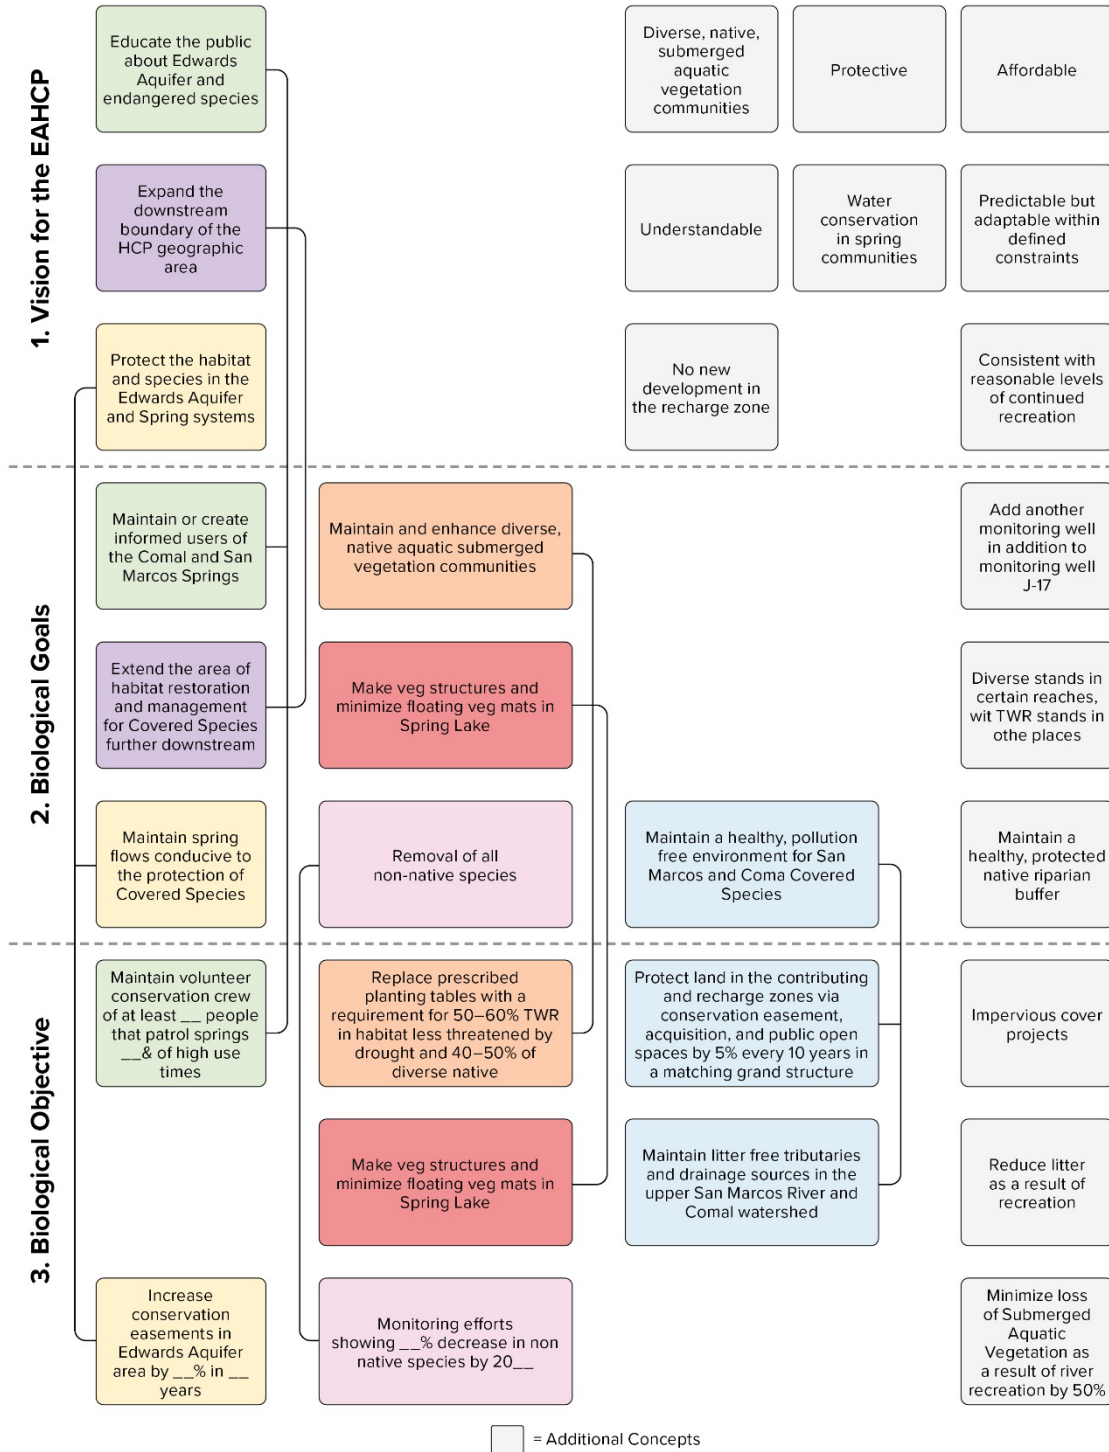 1. Vision for the EAHCP
Educate the public
about Edwards
Aquifer and
endangered species
Diverse, native,
submerged
aquatic
vegetation
communities
Protective
Affordable
Expand the
downstream
boundary of the
HCP geographic
area
Understandable
Water
conservation
in spring
communities
Predictable but
adaptable within
defined
constraints
Protect the habitat
and species in the
Edwards Aquifer
and Spring systems
No new
development in
the recharge zone
Consistent with
reasonable levels
of continued
recreation
2. Biological Goals
Maintain or create
informed users of
the Comal and San
Marcos Springs
Maintain and enhance diverse,
native aquatic submerged
vegetation communities
Add another
monitoring well
in addition to
monitoring well
J-17
Extend the area of
habitat restoration
and management
for Covered Species
further downstream
Make veg structures and
minimize floating veg mats in
Spring Lake
Diverse stands in
certain reaches,
wit TWR stands in
othe places
Maintain spring
flows conducive to
the protection of
Covered Species
Removal of all
non-native species
Maintain a healthy, pollution
free environment for San
Marcos and Coma Covered
Species
Maintain a
healthy, protected
native riparian
buffer
3. Biological Objective
Maintain volunteer
conservation crew
of at least __ people
that patrol springs
__& of high use
times
Replace prescribed
planting tables with a
requirement for 50–60% TWR
in habitat less threatened by
drought and 40–50% of
diverse native
Protect land in the contributing
and recharge zones via
conservation easement,
acquisition, and public open
spaces by 5% every 10 years in
a matching grand structure
Impervious cover
projects
Make veg structures and
minimize floating veg mats in
Spring Lake
Maintain litter free tributaries
and drainage sources in the
upper San Marcos River and
Comal watershed
Reduce litter
as a result of
recreation
Increase
conservation
easements in
Edwards Aquifer
area by __% in __
years
Monitoring efforts
showing __% decrease in non
native species by 20__
Minimize loss
of Submerged
Aquatic
Vegetation as
a result of river
recreation by 50%
= Additional Concepts